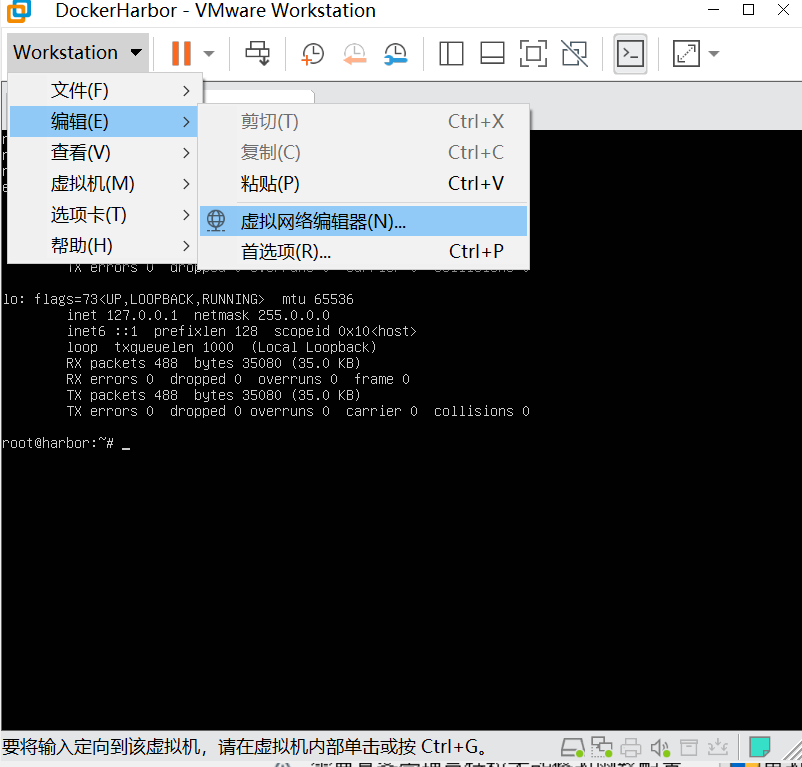 DockerHarbor - VMware Workstation
Workstation
文件(F)
编辑(E)
查看(V)
虚拟机(M)
选项卡(T)
帮助(H)
剪切(T) Ctrl+X
复制(C) Ctrl+C
粘贴(P) Ctrl+V
虚拟网络编辑器(N)...
首选项(R)... Ctrl+P
TX errors 0 dropped 0 overruns 0 carrier 0 collisions 0
lo: flags=73<UP,LOOPBACK,RUNNING> mtu 65536
inet 127.0.0.1 netmask 255.0.0.0
inet6 ::1 prefixlen 128 scopeid 0x10<host>
loop txqueuelen 1000 (Local Loopback)
RX packets 488 bytes 35080 (35.0 KB)
RX errors 0 dropped 0 overruns 0 frame 0
TX packets 488 bytes 35080 (35.0 KB)
TX errors 0 dropped 0 overruns 0 carrier 0 collisions 0
root@harbor:~# _
要将输入定向到该虚拟机，请在虚拟机内部单击或按 Ctrl+G。